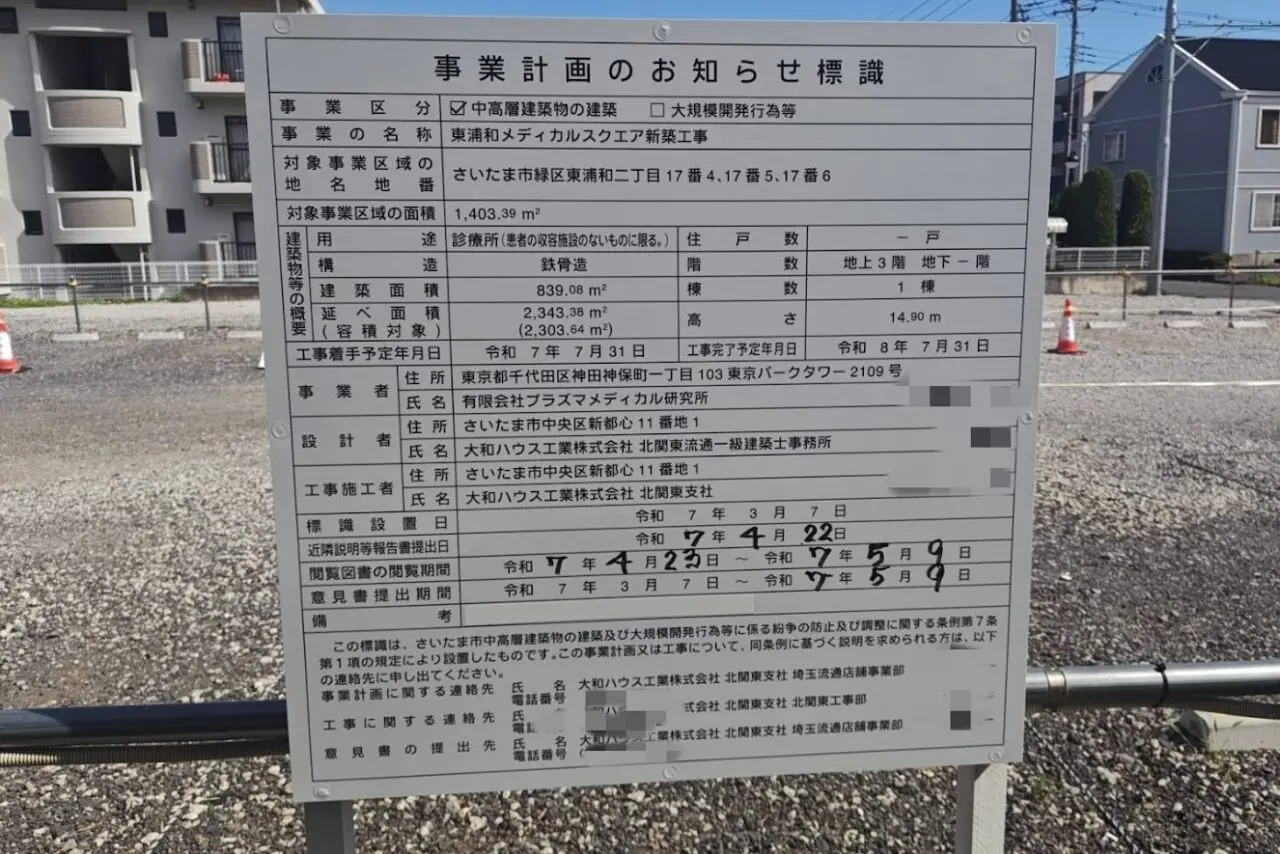 事業計画のお知らせ標識
事業区分 ☑中高層建築物の建築 □大規模開発行為等
事業の名称 東浦和メディカルスクエア新築工事
対象事業区域の地名地番 さいたま市緑区東浦和二丁目17番4、17番5、17番6
対象事業区域の面積 1,403.39 m²
建築物等の概要
用途 診療所(患者の収容施設のないものに限る。) 住戸数 −戸
構造 鉄骨造 階数 地上3階 地下−階
建築面積 839.08 m² 棟数 1棟
延べ面積 2,343.38 m² 高さ 14.90 m
(容積対象) (2,303.64 m²)
工事着手予定年月日 令和7年7月31日 工事完了予定年月日 令和8年7月31日
事業者 住所 東京都千代田区神田神保町一丁目103東京パークタワー2109号
氏名 有限会社プラズマメディカル研究所
設計者 住所 さいたま市中央区新都心11番地1
氏名 大和ハウス工業株式会社 北関東流通一級建築士事務所
工事施工者 住所 さいたま市中央区新都心11番地1
氏名 大和ハウス工業株式会社 北関東支社
標識設置日 令和7年3月7日
近隣説明等報告書提出日 令和7年4月22日
閲覧図書の閲覧期間 令和7年4月23日～令和7年5月9日
意見書提出期間 令和7年3月7日～令和7年5月9日
備考
この標識は、さいたま市中高層建築物の建築及び大規模開発行為等に係る紛争の防止及び調整に関する条例第7条
第1項の規定により設置したものです。この事業計画又は工事について、同条例に基づく説明を求められる方は、以下
の連絡先に申し出てください。
事業計画に関する連絡先 氏名 大和ハウス工業株式会社 北関東支社 埼玉流通店舗事業部
電話番号
工事に関する連絡先 氏 式会社 北関東支社 北関東工事部
電
意見書の提出先 氏名 大和ハウス工業株式会社 北関東支社 埼玉流通店舗事業部
電話番号